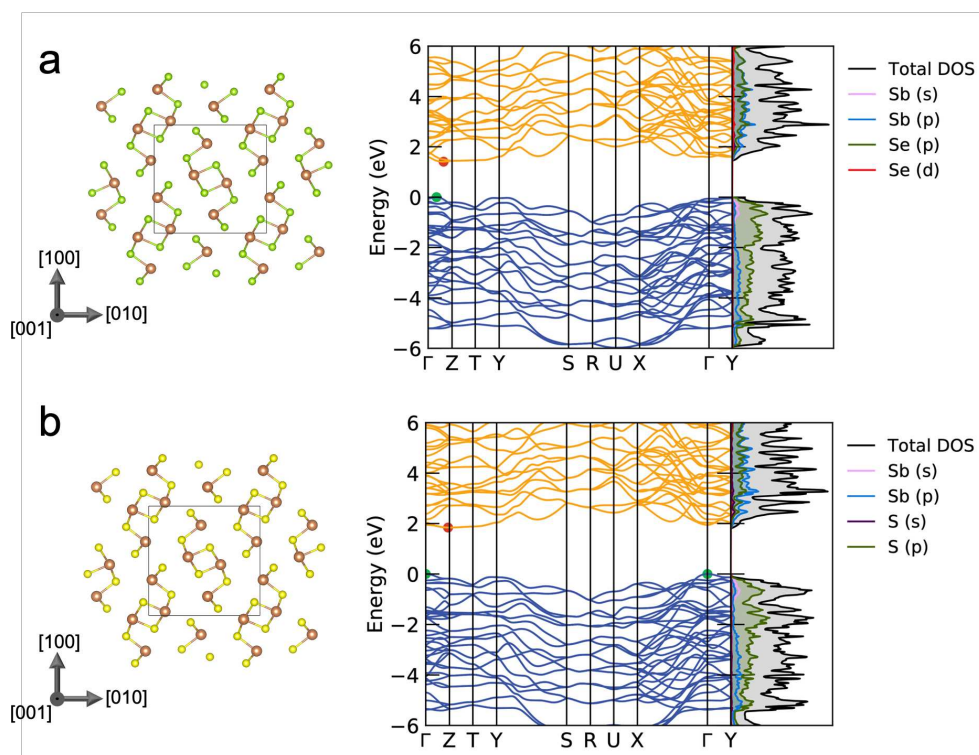 a
[100]
[001]
[010]
Energy (eV)
6
4
2
0
−2
−4
−6
Γ Z T Y S R U X Γ Y
Total DOS
Sb (s)
Sb (p)
Se (p)
Se (d)
b
[100]
[001]
[010]
Energy (eV)
6
4
2
0
−2
−4
−6
Γ Z T Y S R U X Γ Y
Total DOS
Sb (s)
Sb (p)
S (s)
S (p)